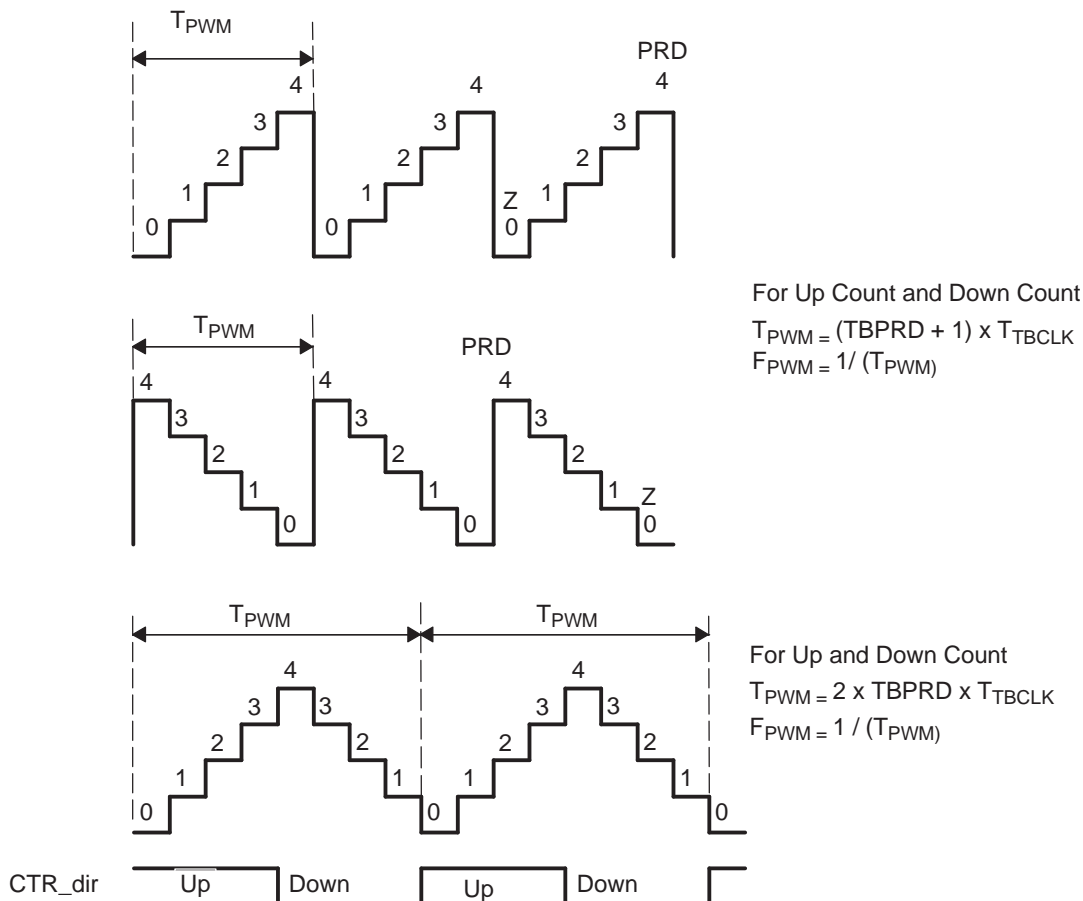 TPWM
PRD
4 4 4
3 3 3
2 2 2
1 1 1
Z
0 0 0
For Up Count and Down Count
TPWM = (TBPRD + 1) x TTBCLK
FPWM = 1/ (TPWM)
TPWM
PRD
4 4 4
3 3 3
2 2 2
1 1 1
Z
0 0 0
TPWM TPWM
For Up and Down Count
TPWM = 2 x TBPRD x TTBCLK
FPWM = 1 / (TPWM)
4 4
3 3 3 3
2 2 2 2
1 1 1 1
0 0 0
CTR_dir Up Down Up Down